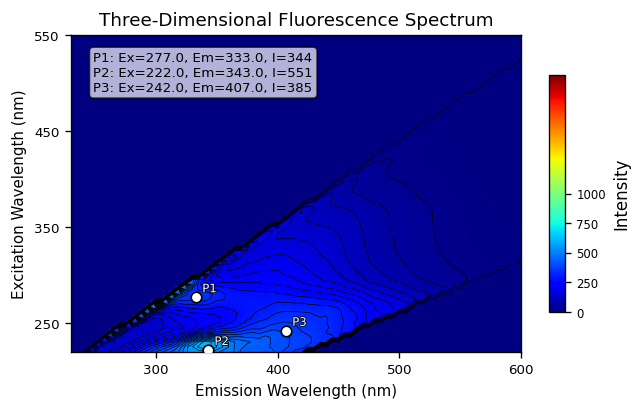 Three-Dimensional Fluorescence Spectrum
P1: Ex=277.0, Em=333.0, I=344
P2: Ex=222.0, Em=343.0, I=551
P3: Ex=242.0, Em=407.0, I=385
550
450
350
250
Excitation Wavelength (nm)
P1
P2
P3
300
400
500
600
Emission Wavelength (nm)
1000
750
500
250
0
Intensity